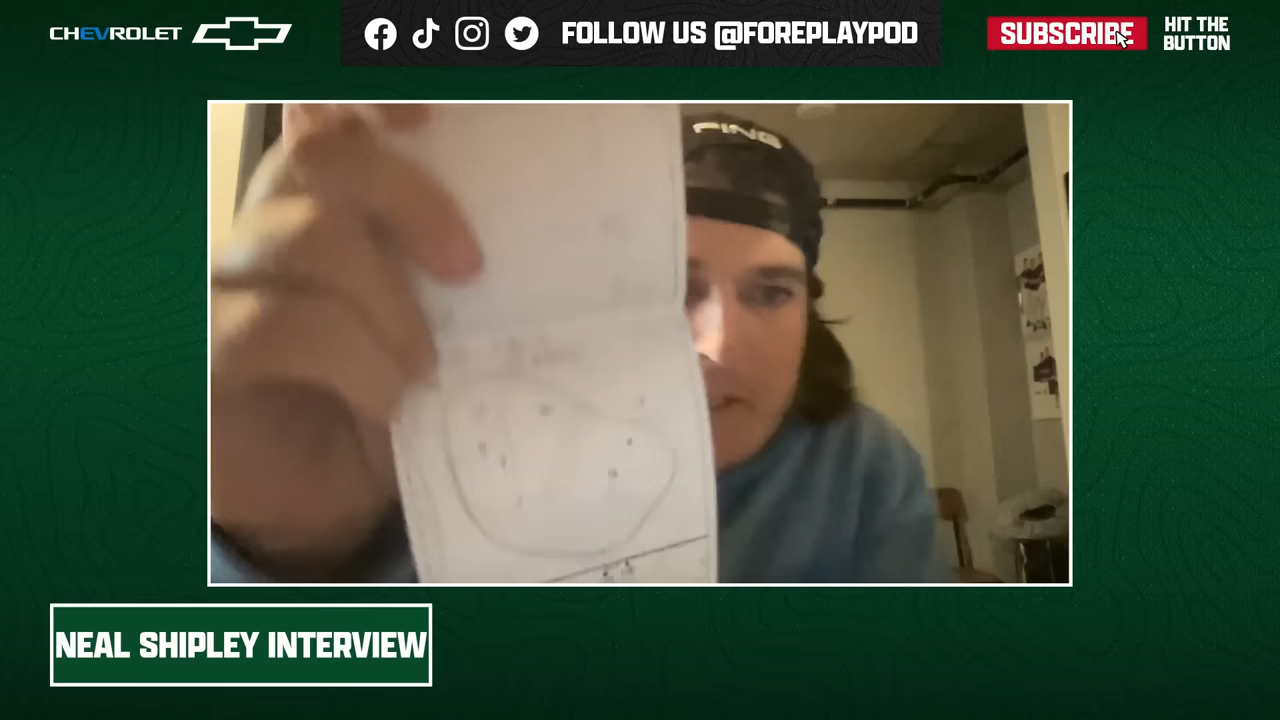 CHEVROLET
FOLLOW US @FOREPLAYPOD
SUBSCRIBE
HIT THE
BUTTON
PING
NEAL SHIPLEY INTERVIEW